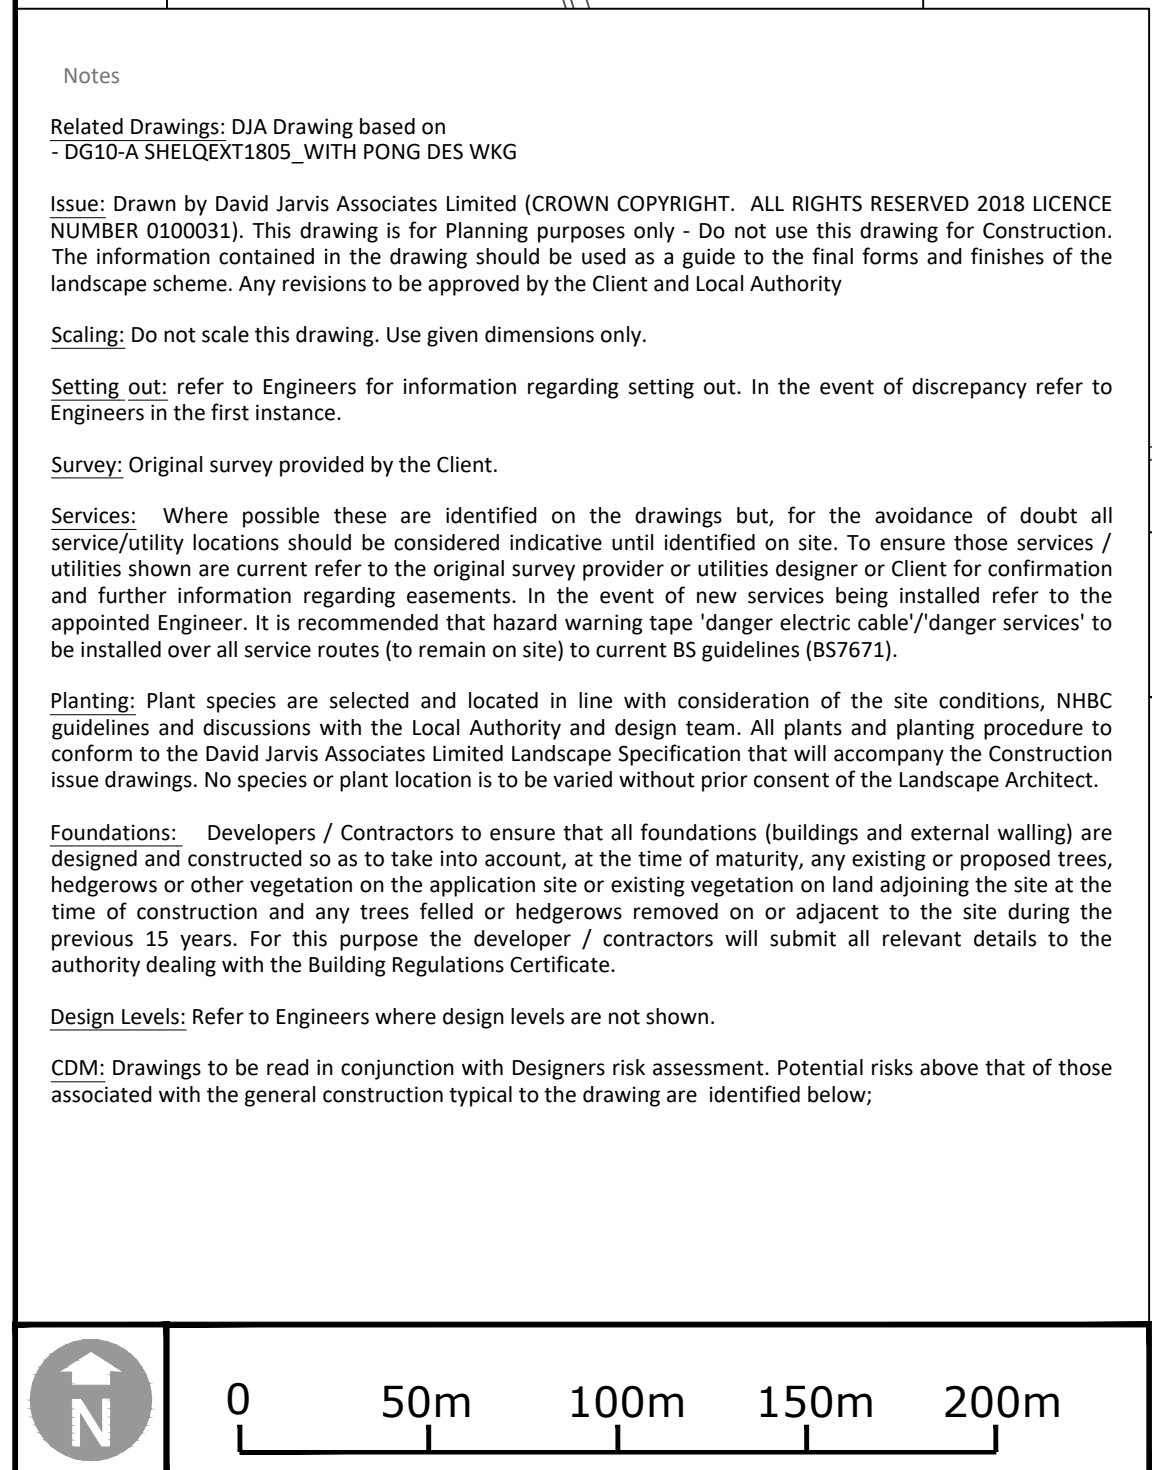 Notes
Related Drawings: DJA Drawing based on
- DG10-A SHELQEXT1805_WITH PONG DES WKG
Issue: Drawn by David Jarvis Associates Limited (CROWN COPYRIGHT. ALL RIGHTS RESERVED 2018 LICENCE
NUMBER 0100031). This drawing is for Planning purposes only - Do not use this drawing for Construction.
The information contained in the drawing should be used as a guide to the final forms and finishes of the
landscape scheme. Any revisions to be approved by the Client and Local Authority
Scaling: Do not scale this drawing. Use given dimensions only.
Setting out: refer to Engineers for information regarding setting out. In the event of discrepancy refer to
Engineers in the first instance.
Survey: Original survey provided by the Client.
Services: Where possible these are identified on the drawings but, for the avoidance of doubt all
service/utility locations should be considered indicative until identified on site. To ensure those services /
utilities shown are current refer to the original survey provider or utilities designer or Client for confirmation
and further information regarding easements. In the event of new services being installed refer to the
appointed Engineer. It is recommended that hazard warning tape 'danger electric cable'/'danger services' to
be installed over all service routes (to remain on site) to current BS guidelines (BS7671).
Planting: Plant species are selected and located in line with consideration of the site conditions, NHBC
guidelines and discussions with the Local Authority and design team. All plants and planting procedure to
conform to the David Jarvis Associates Limited Landscape Specification that will accompany the Construction
issue drawings. No species or plant location is to be varied without prior consent of the Landscape Architect.
Foundations: Developers / Contractors to ensure that all foundations (buildings and external walling) are
designed and constructed so as to take into account, at the time of maturity, any existing or proposed trees,
hedgerows or other vegetation on the application site or existing vegetation on land adjoining the site at the
time of construction and any trees felled or hedgerows removed on or adjacent to the site during the
previous 15 years. For this purpose the developer / contractors will submit all relevant details to the
authority dealing with the Building Regulations Certificate.
Design Levels: Refer to Engineers where design levels are not shown.
CDM: Drawings to be read in conjunction with Designers risk assessment. Potential risks above that of those
associated with the general construction typical to the drawing are identified below;
N
0 50m 100m 150m 200m